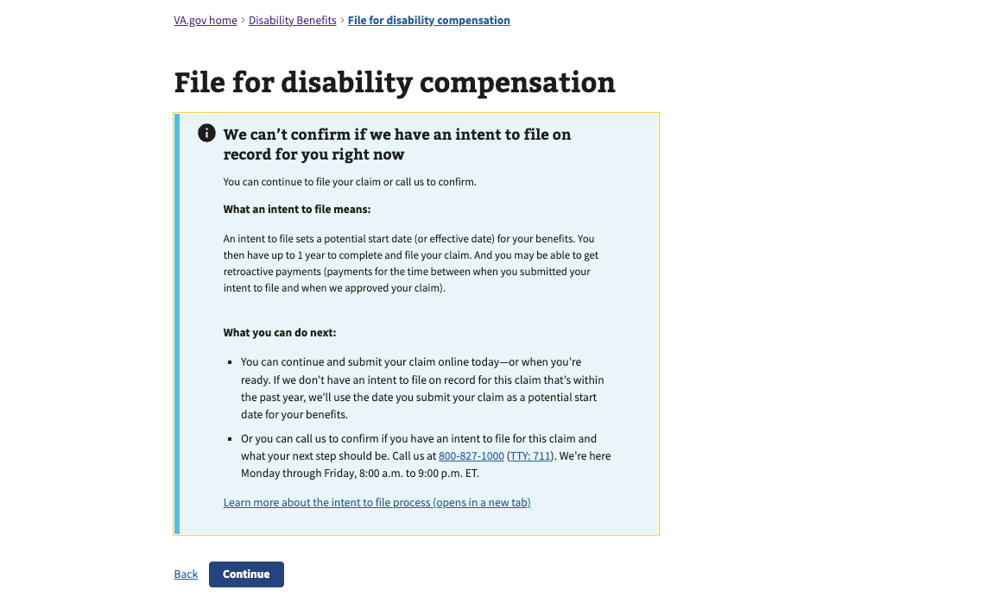 VA.gov home › Disability Benefits › File for disability compensation
File for disability compensation
We can’t confirm if we have an intent to file on
record for you right now
You can continue to file your claim or call us to confirm.
What an intent to file means:
An intent to file sets a potential start date (or effective date) for your benefits. You
then have up to 1 year to complete and file your claim. And you may be able to get
retroactive payments (payments for the time between when you submitted your
intent to file and when we approved your claim).
What you can do next:
▪ You can continue and submit your claim online today—or when you’re
ready. If we don’t have an intent to file on record for this claim that’s within
the past year, we’ll use the date you submit your claim as a potential start
date for your benefits.
▪ Or you can call us to confirm if you have an intent to file for this claim and
what your next step should be. Call us at 800-827-1000 (TTY: 711). We’re here
Monday through Friday, 8:00 a.m. to 9:00 p.m. ET.
Learn more about the intent to file process (opens in a new tab)
Back Continue